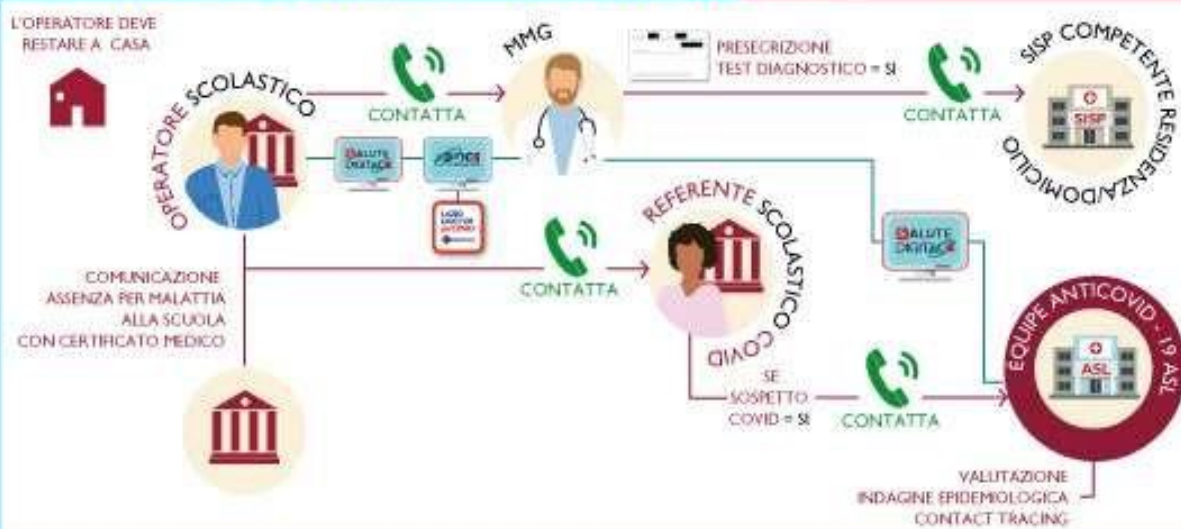 L'OPERATORE DEVE
RESTARE A CASA
OPERATORE SCOLASTICO
CONTATTA
MMG
PRESECRIZIONE
TEST DIAGNOSTICO = SI
CONTATTA
SISP COMPETENTE RESIDENZA/DOMICILIO
SISP
SALUTE
DIGITALE
COMUNICAZIONE
ASSENZA PER MALATTIA
ALLA SCUOLA
CON CERTIFICATO MEDICO
CONTATTA
REFERENTE SCOLASTICO COVID
SALUTE
DIGITALE
SE
SOSPETTO
COVID = SI
CONTATTA
EQUIPE ANTICOVID - 19 ASL
ASL
VALUTAZIONE
INDAGINE EPIDEMIOLOGICA
CONTACT TRACING